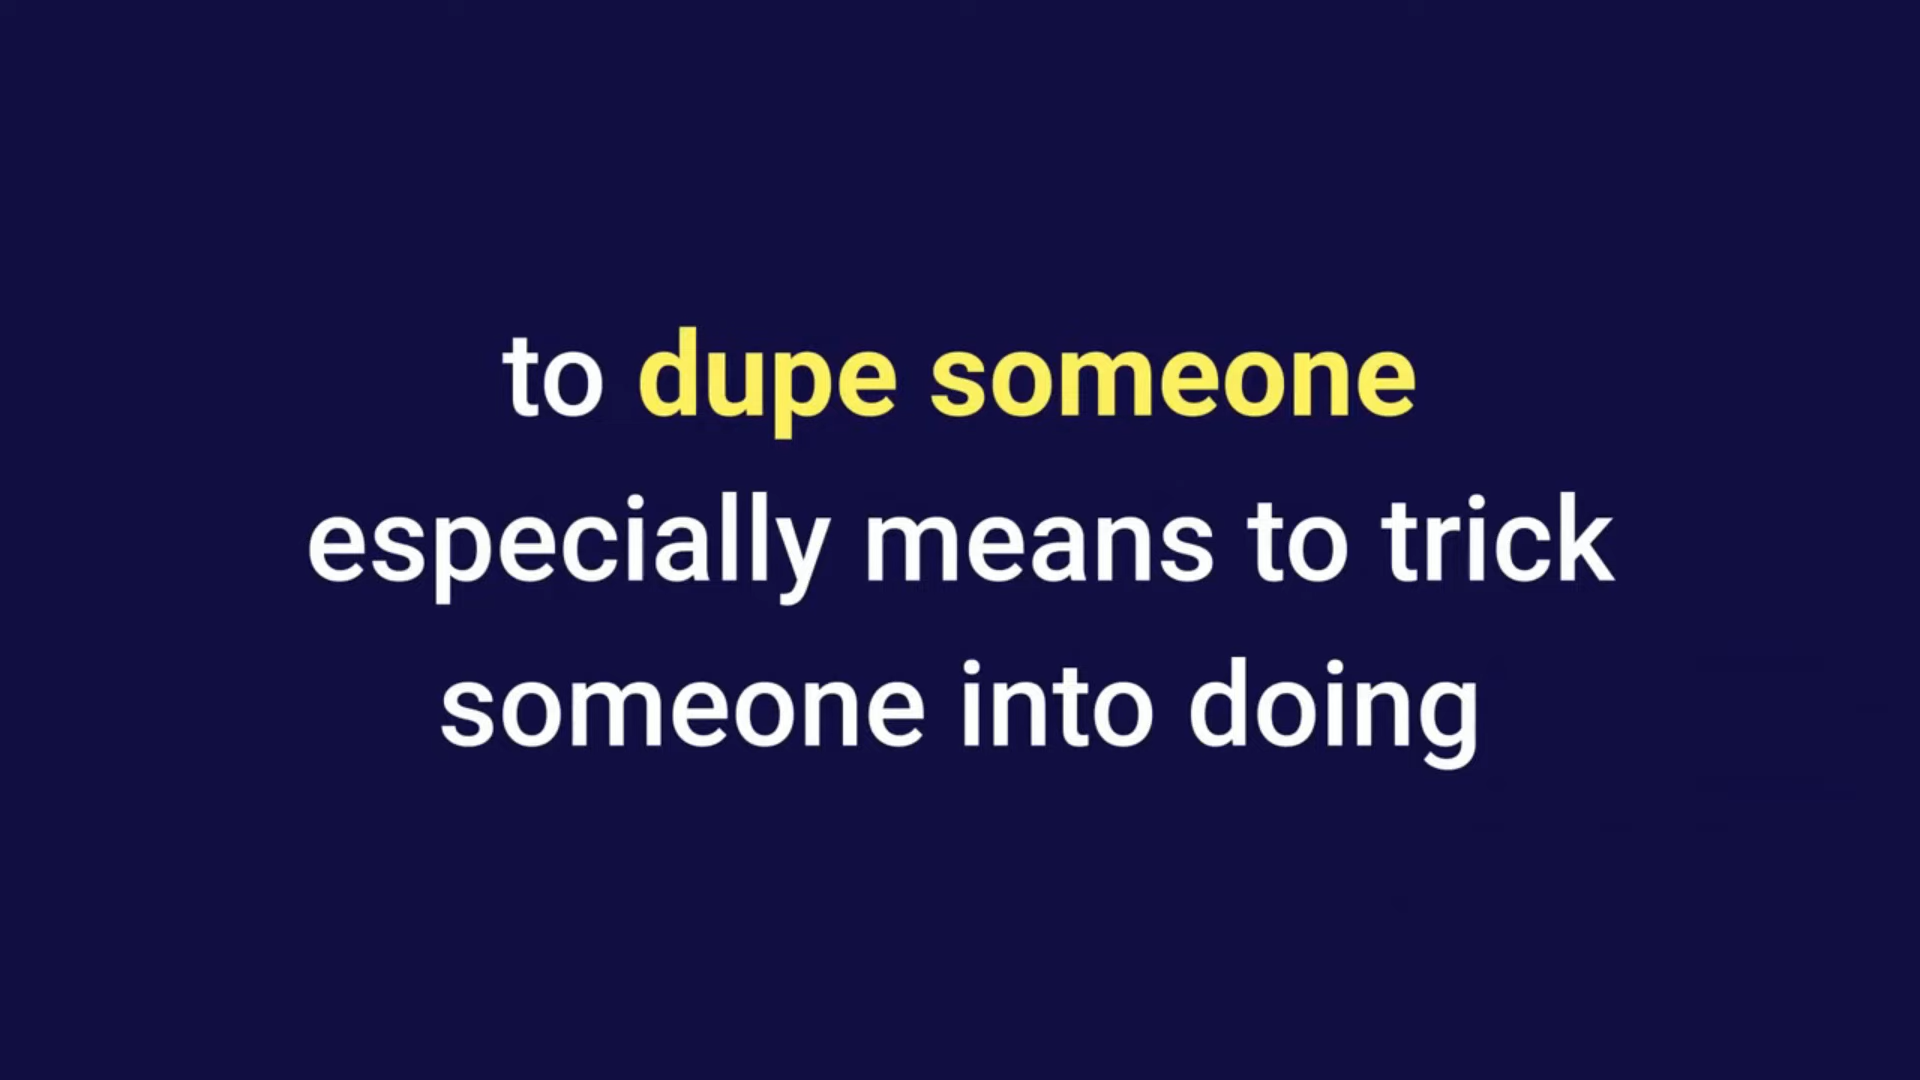 to dupe someone
especially means to trick
someone into doing